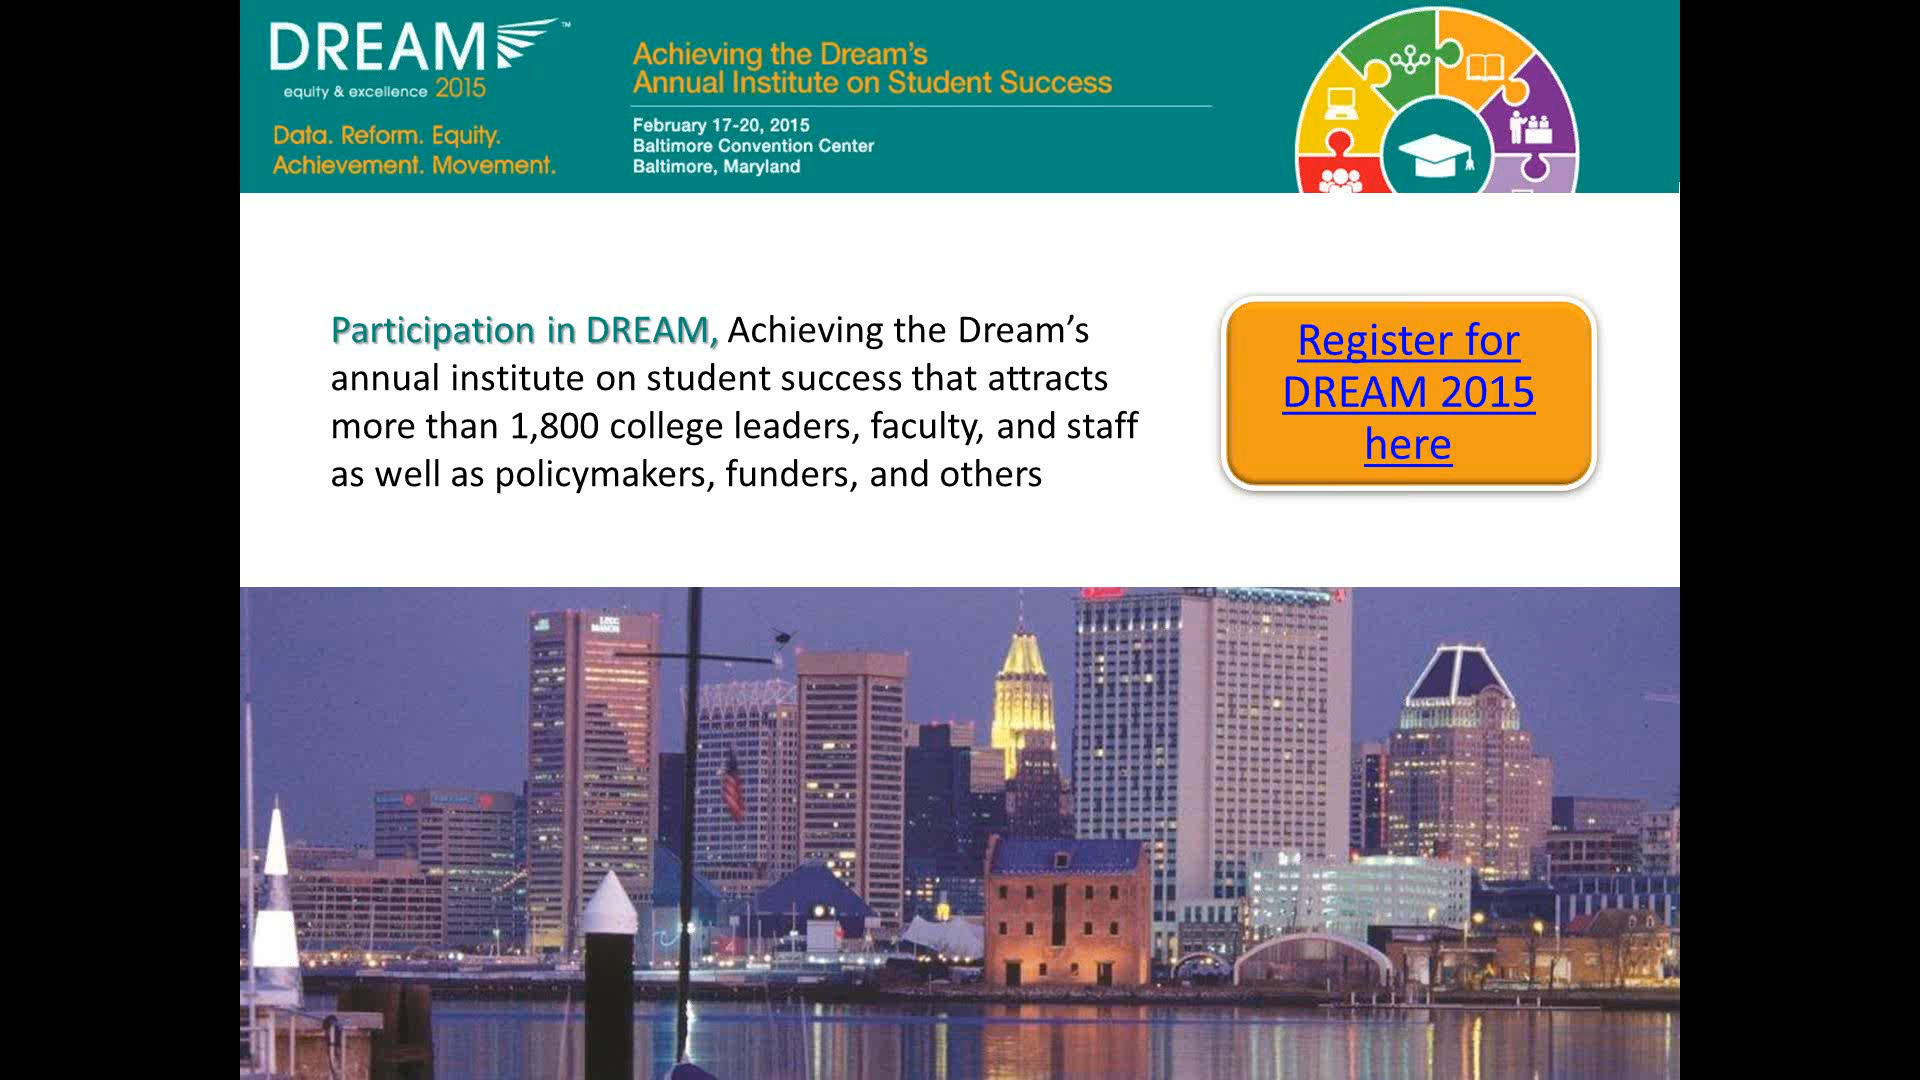 DREAM™
equity & excellence 2015
Data. Reform. Equity.
Achievement. Movement.
Achieving the Dream's
Annual Institute on Student Success
February 17-20, 2015
Baltimore Convention Center
Baltimore, Maryland
Participation in DREAM, Achieving the Dream's
annual institute on student success that attracts
more than 1,800 college leaders, faculty, and staff
as well as policymakers, funders, and others
Register for
DREAM 2015
here
LEGG
MASON